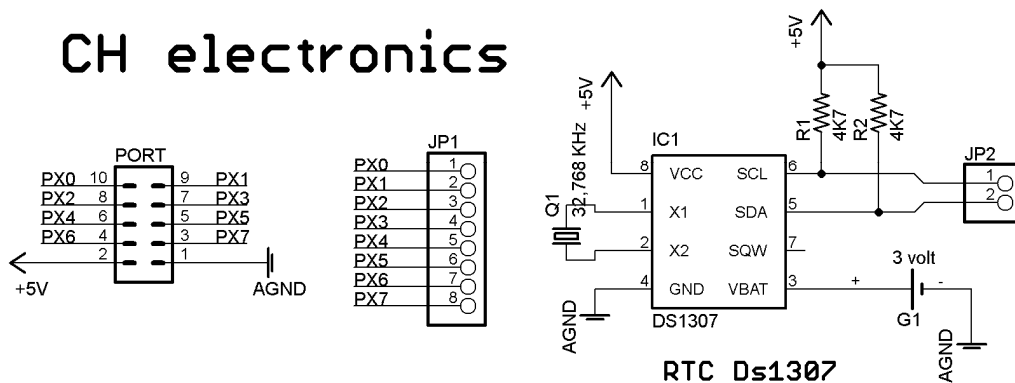 CH electronics
PORT
PX0 10 9 PX1
PX2 8 7 PX3
PX4 6 5 PX5
PX6 4 3 PX7
2 1
+5V
AGND
JP1
PX0 1
PX1 2
PX2 3
PX3 4
PX4 5
PX5 6
PX6 7
PX7 8
+5V
+5V
R1
4K7
R2
4K7
Q1
32,768 KHz
IC1
8 VCC SCL 6
1 X1 SDA 5
2 X2 SQW 7
4 GND VBAT 3
DS1307
AGND
JP2
1
2
3 volt
+ -
G1
AGND
RTC Ds1307